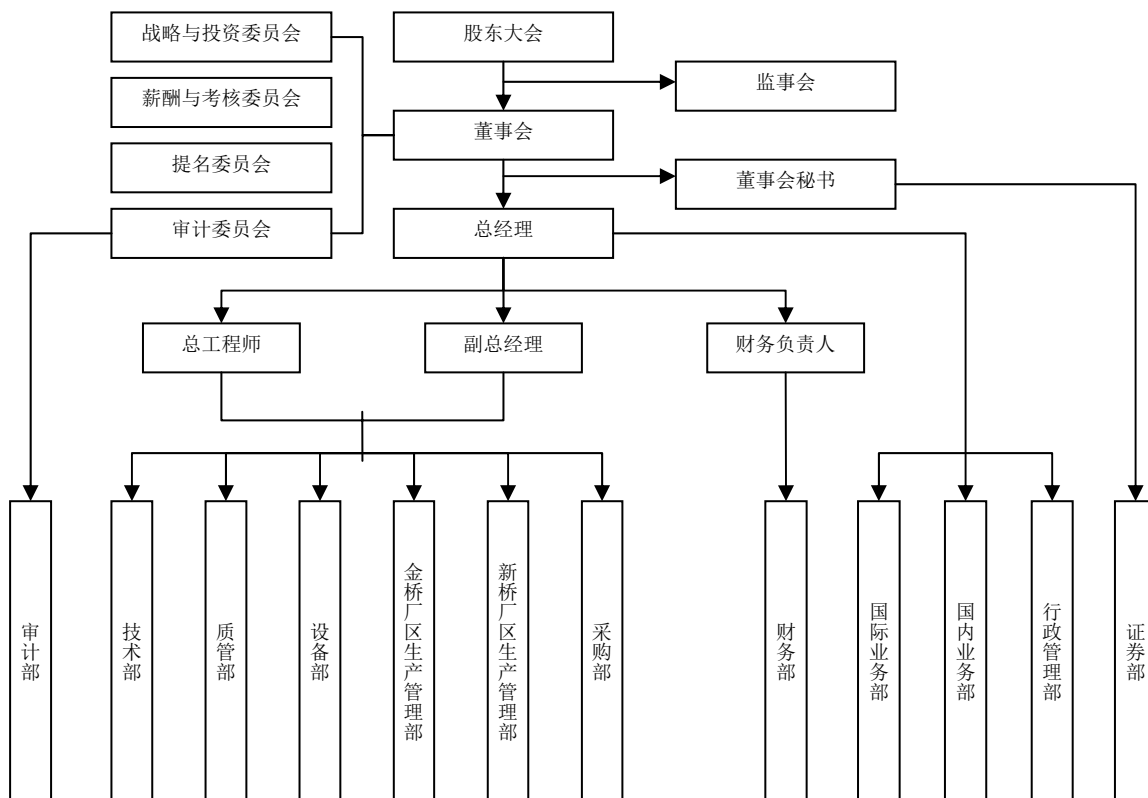 战略与投资委员会
股东大会
薪酬与考核委员会
监事会
董事会
提名委员会
董事会秘书
审计委员会
总经理
总工程师
副总经理
财务负责人
审计部
技术部
质管部
设备部
金桥厂区生产管理部
新桥厂区生产管理部
采购部
财务部
国际业务部
国内业务部
行政管理部
证券部